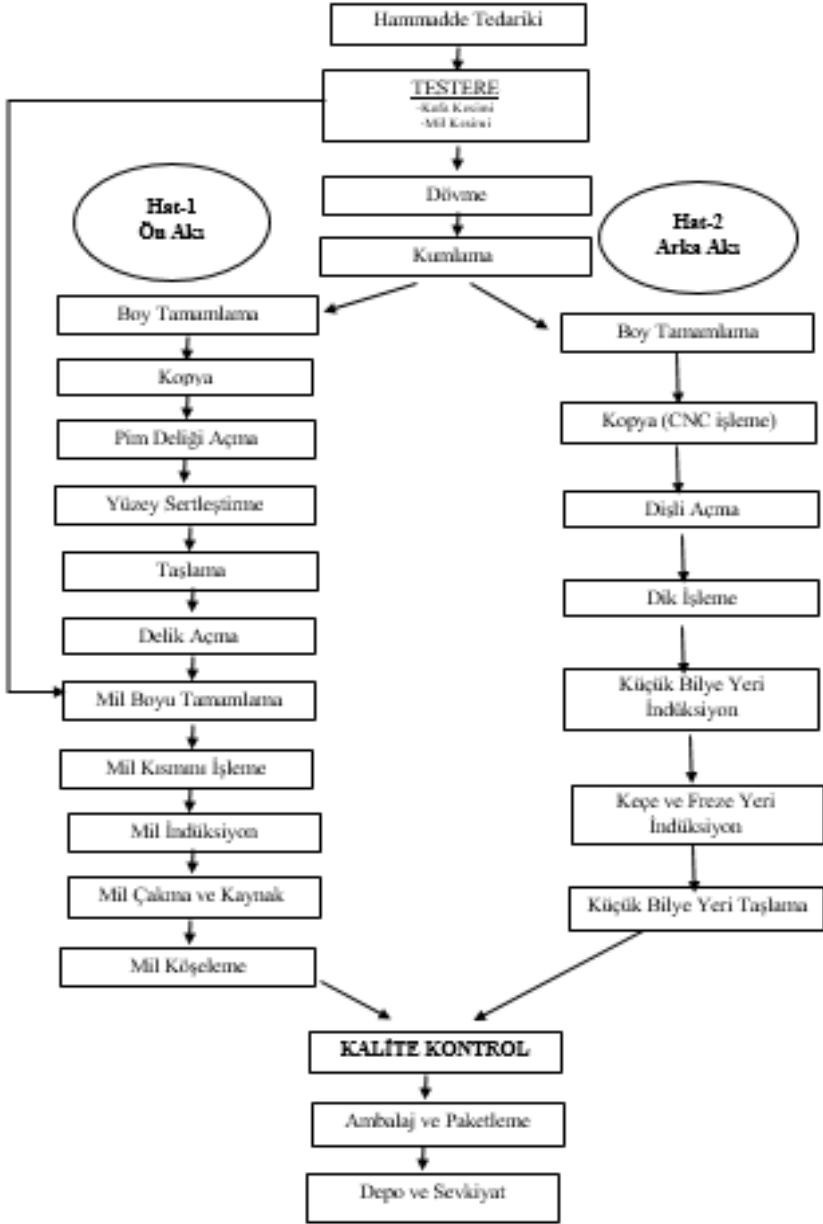 Hammadde Tedariki
TESTERE
-Kafa Kesimi
-Mil Kesimi
Dövme
Kumlama
Hat-1
Ön Aks
Boy Tamamlama
Kopya
Pim Deliği Açma
Yüzey Sertleştirme
Taşlama
Delik Açma
Mil Boyu Tamamlama
Mil Kısmını İşleme
Mil İndüksiyon
Mil Çakma ve Kaynak
Mil Köşeleme
Hat-2
Arka Aks
Boy Tamamlama
Kopya (CNC işleme)
Dişli Açma
Dik İşleme
Küçük Bilye Yeri
İndüksiyon
Keçe ve Freze Yeri
İndüksiyon
Küçük Bilye Yeri Taşlama
KALİTE KONTROL
Ambalaj ve Paketleme
Depo ve Sevkiyat